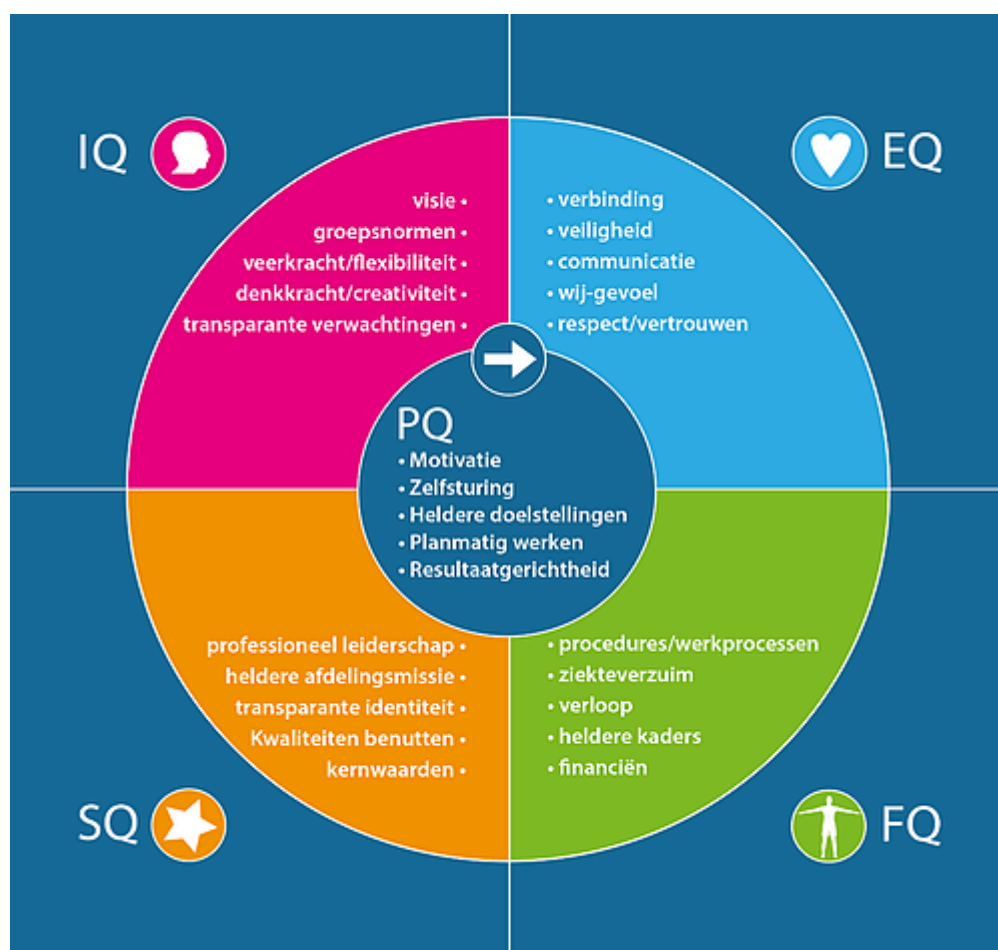 IQ
visie •
groepsnormen •
veerkracht/flexibiliteit •
denkkracht/creativiteit •
transparante verwachtingen •
EQ
• verbinding
• veiligheid
• communicatie
• wij-gevoel
• respect/vertrouwen
PQ
• Motivatie
• Zelfsturing
• Heldere doelstellingen
• Planmatig werken
• Resultaatgerichtheid
professioneel leiderschap •
heldere afdelingsmissie •
transparante identiteit •
Kwaliteiten benutten •
kernwaarden •
SQ
• procedures/werkprocessen
• ziekteverzuim
• verloop
• heldere kaders
• financiën
FQ